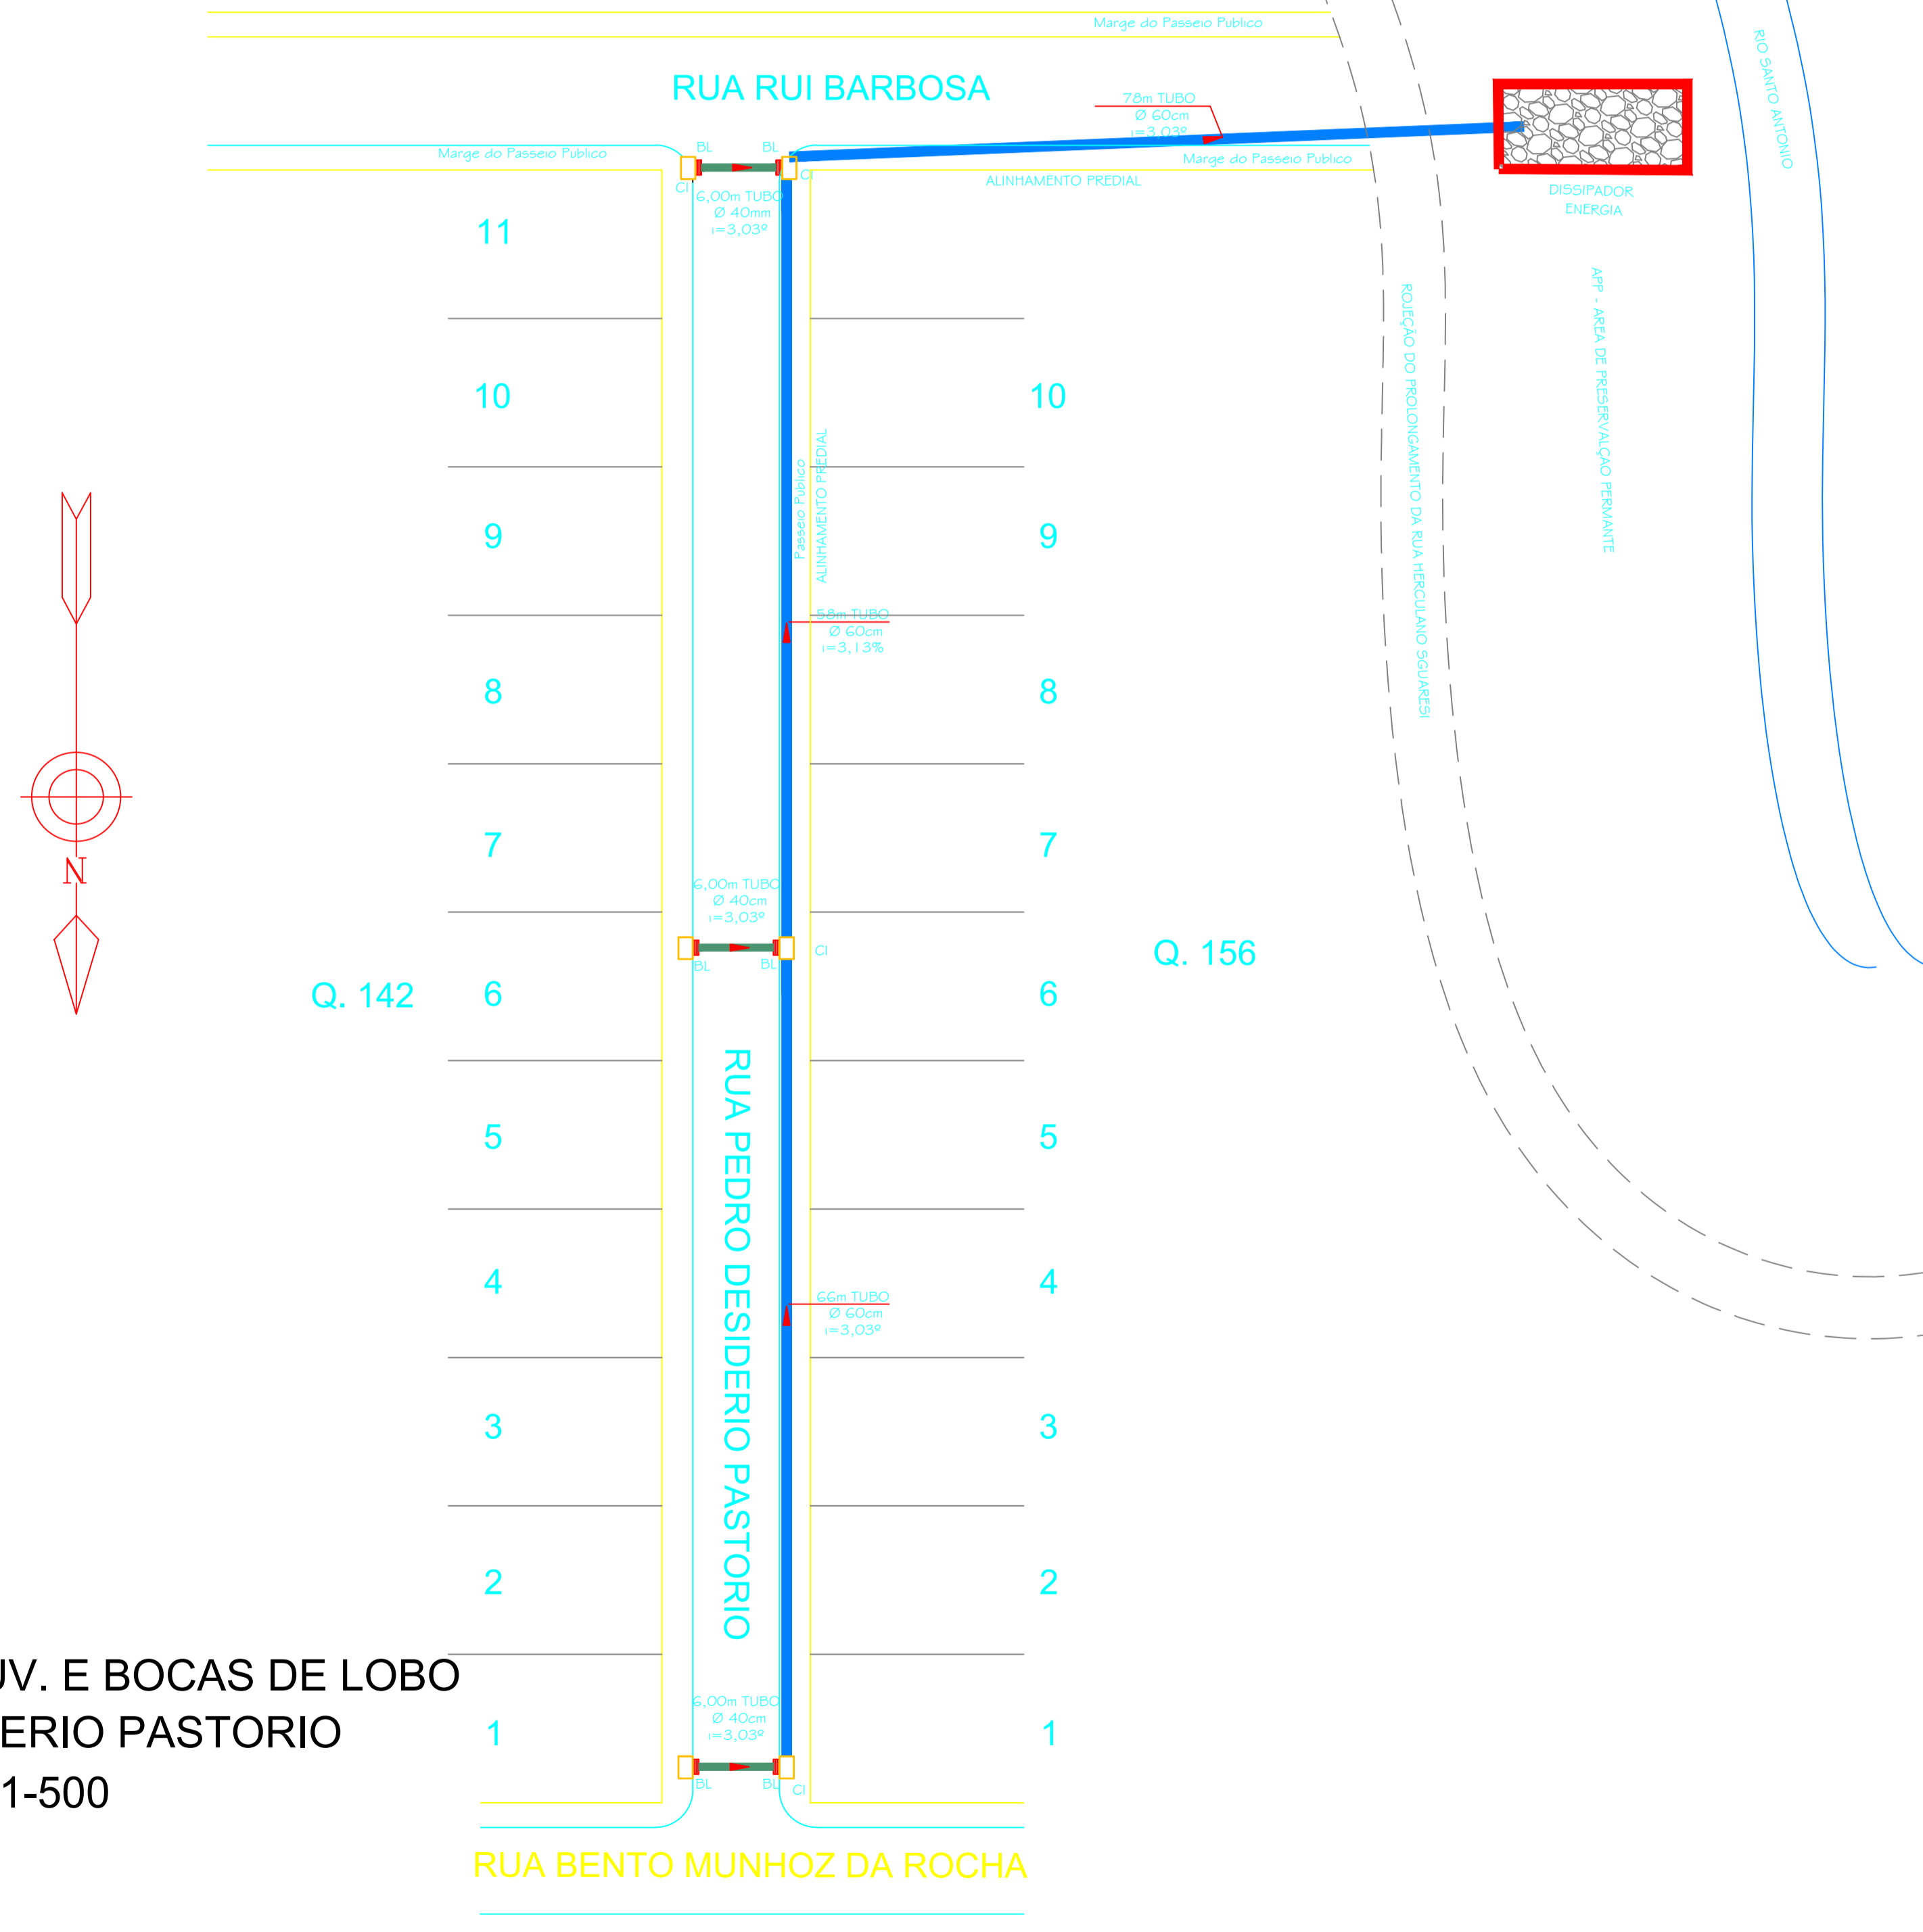 Marge do Passeio Publico
RUA RUI BARBOSA
RIO SANTO ANTONIO
78m TUBO
Ø 60cm
i=3,03º
BL
BL
Marge do Passeio Publico
Marge do Passeio Publico
CI
CI
ALINHAMENTO PREDIAL
6,00m TUBO
Ø 40mm
i=3,03º
DISSIPADOR
ENERGIA
11
APP - AREA DE PRESERVALÇAO PERMANTE
ROJEÇÃO DO PROLONGAMENTO DA RUA HERCULANO SGUARESI
10
10
Passeio Publico
ALINHAMENTO PREDIAL
9
9
58m TUBO
Ø 60cm
i=3,13%
8
8
7
7
N
6,00m TUBO
Ø 40cm
i=3,03º
BL
BL
CI
Q. 156
Q. 142
6
6
RUA PEDRO DESIDERIO PASTORIO
5
5
4
4
66m TUBO
Ø 60cm
i=3,03º
3
3
2
2
UV. E BOCAS DE LOBO
ERIO PASTORIO
1-500
6,00m TUBO
Ø 40cm
i=3,03º
1
1
BL
BL
CI
RUA BENTO MUNHOZ DA ROCHA